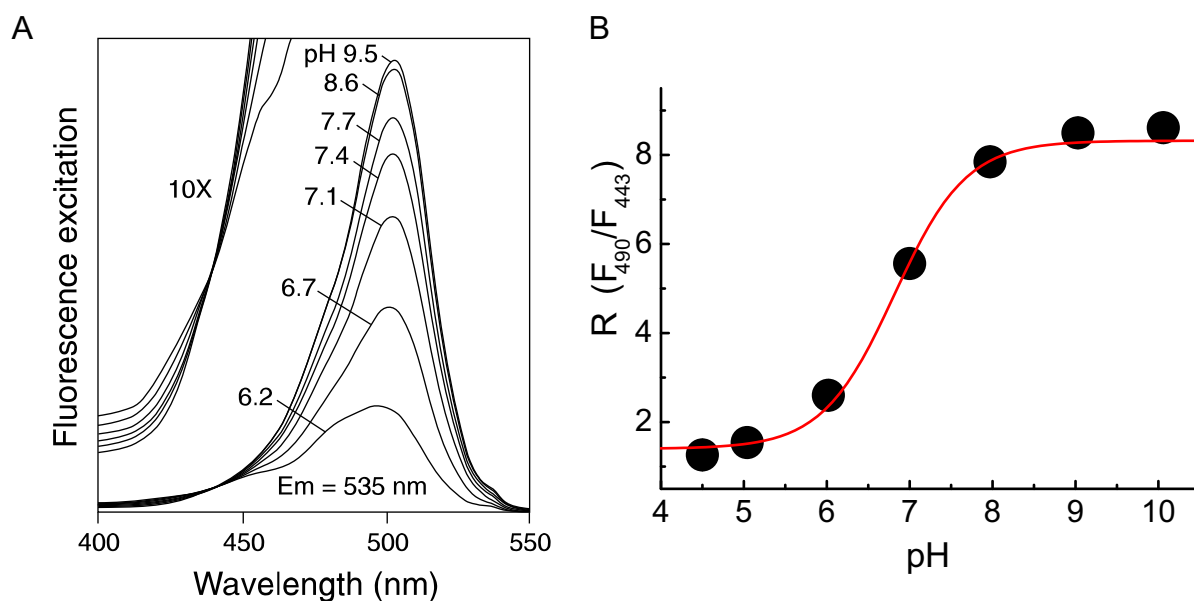 A
Fluorescence excitation
10X
pH 9.5
8.6
7.7
7.4
7.1
6.7
6.2
Em = 535 nm
400
450
500
550
Wavelength (nm)
B
R (F490/F443)
8
6
4
2
4
5
6
7
8
9
10
pH